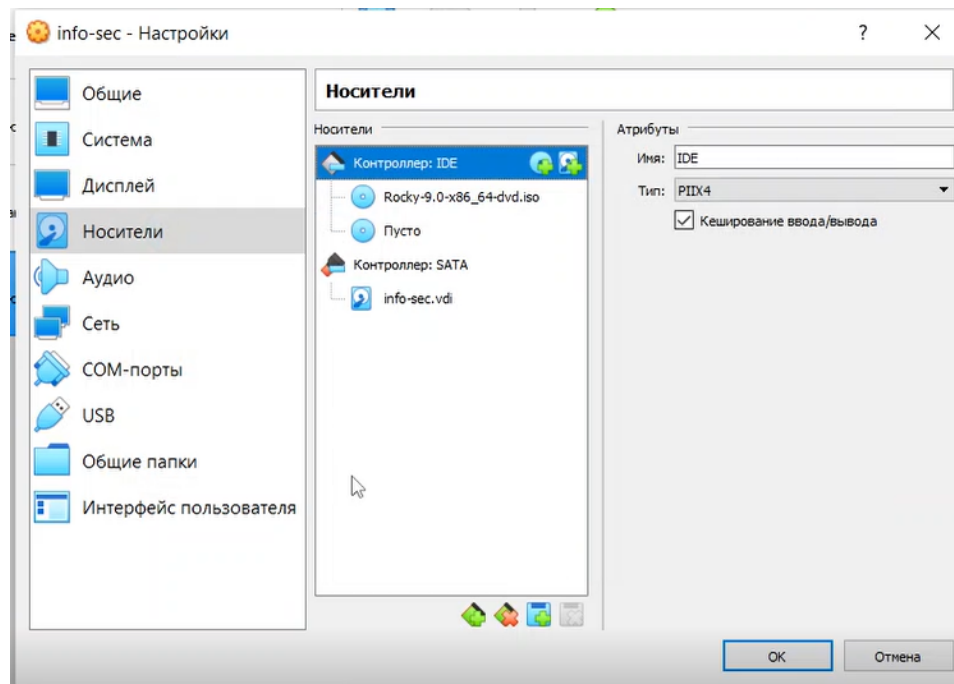 info-sec - Настройки
?
Общие
Система
Дисплей
Носители
Аудио
Сеть
COM-порты
USB
Общие папки
Интерфейс пользователя
Носители
Носители
Контроллер: IDE
Rocky-9.0-x86_64-dvd.iso
Пусто
Контроллер: SATA
info-sec.vdi
Атрибуты
Имя: IDE
Тип: PIIX4
Кеширование ввода/вывода
OK
Отмена